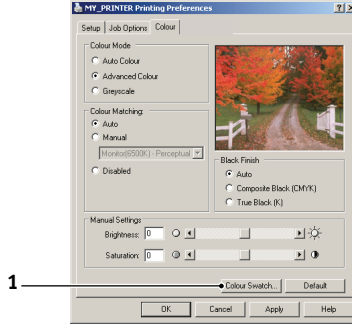 MY_PRINTER Printing Preferences
Setup
Job Options
Colour
Colour Mode
Auto Colour
Advanced Colour
Greyscale
Colour Matching:
Auto
Manual
Monitor(6500K) - Perceptual
Disabled
Black Finish
Auto
Composite Black (CMYK)
True Black (K)
Manual Settings
Brightness: 0
Saturation: 0
1
Colour Swatch...
Default
OK
Cancel
Apply
Help